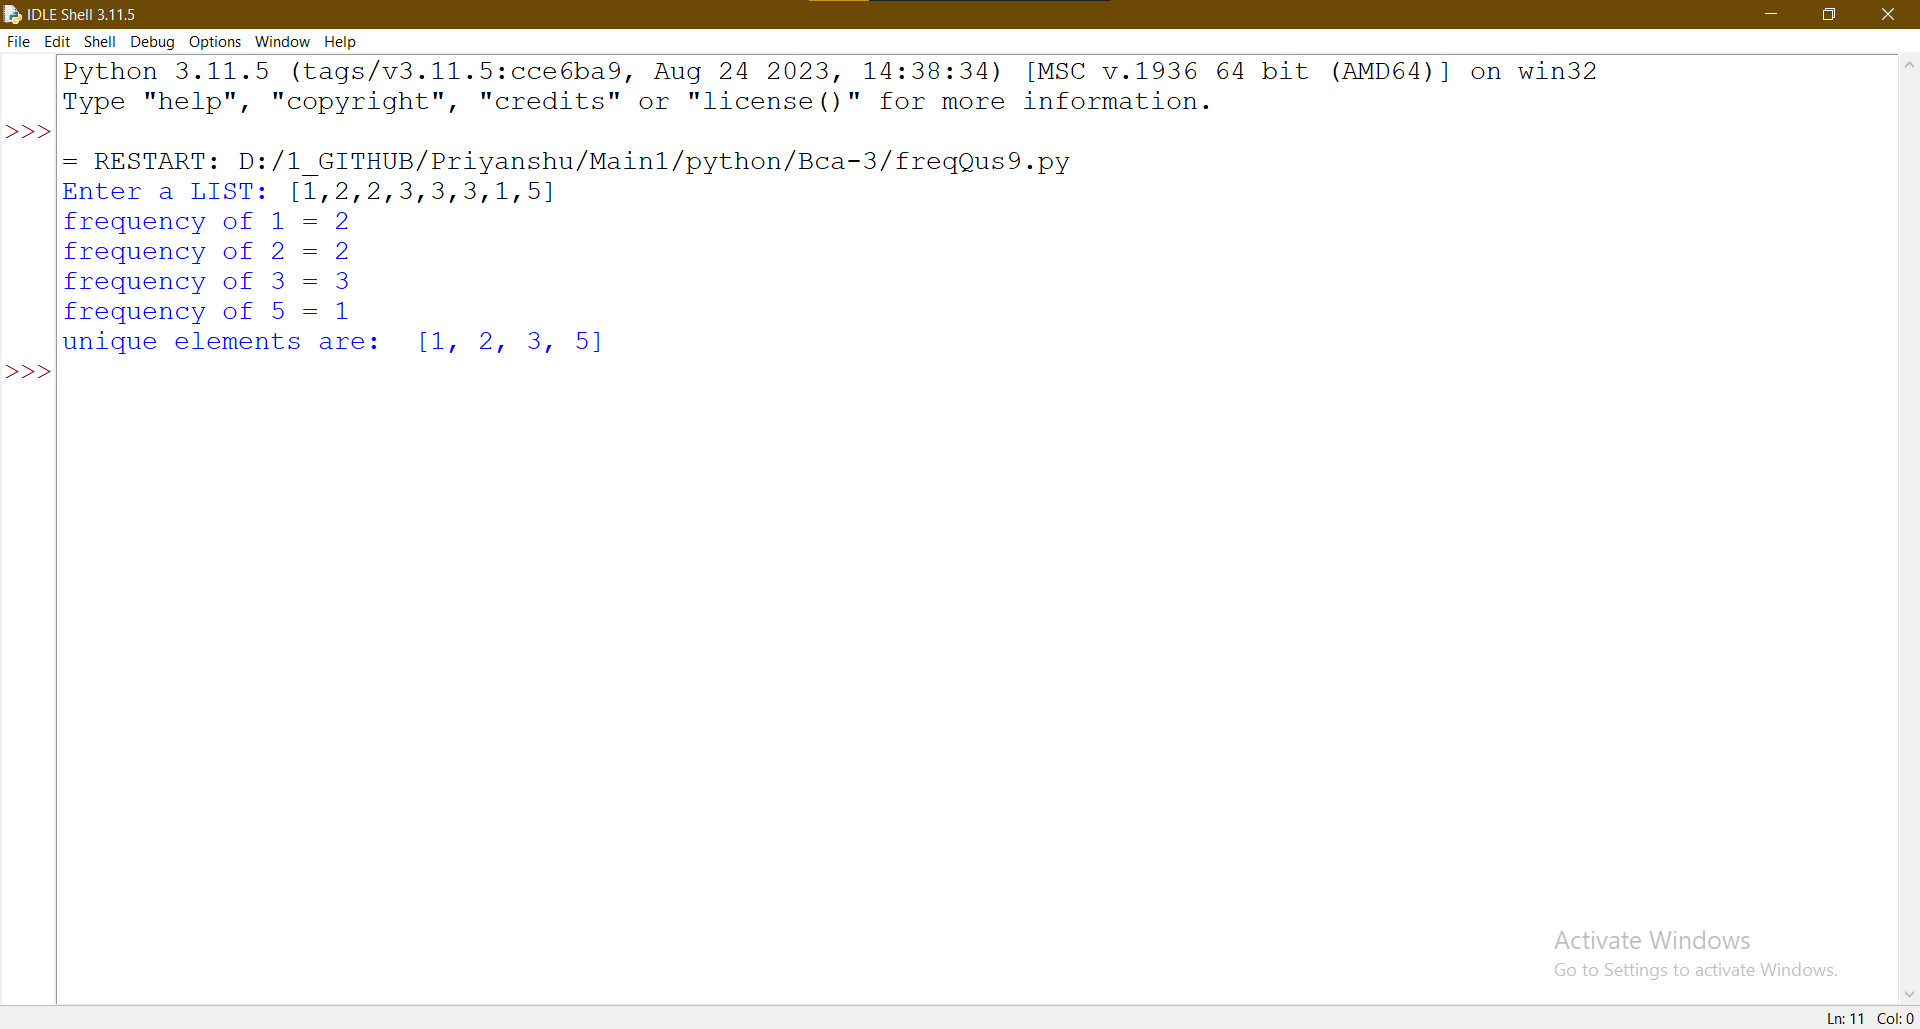 IDLE Shell 3.11.5
File Edit Shell Debug Options Window Help
Python 3.11.5 (tags/v3.11.5:cce6ba9, Aug 24 2023, 14:38:34) [MSC v.1936 64 bit (AMD64)] on win32
Type "help", "copyright", "credits" or "license()" for more information.
>>>
= RESTART: D:/1_GITHUB/Priyanshu/Main1/python/Bca-3/freqQus9.py
Enter a LIST: [1,2,2,3,3,3,1,5]
frequency of 1 = 2
frequency of 2 = 2
frequency of 3 = 3
frequency of 5 = 1
unique elements are:  [1, 2, 3, 5]
>>>
Activate Windows
Go to Settings to activate Windows.
Ln: 11 Col: 0